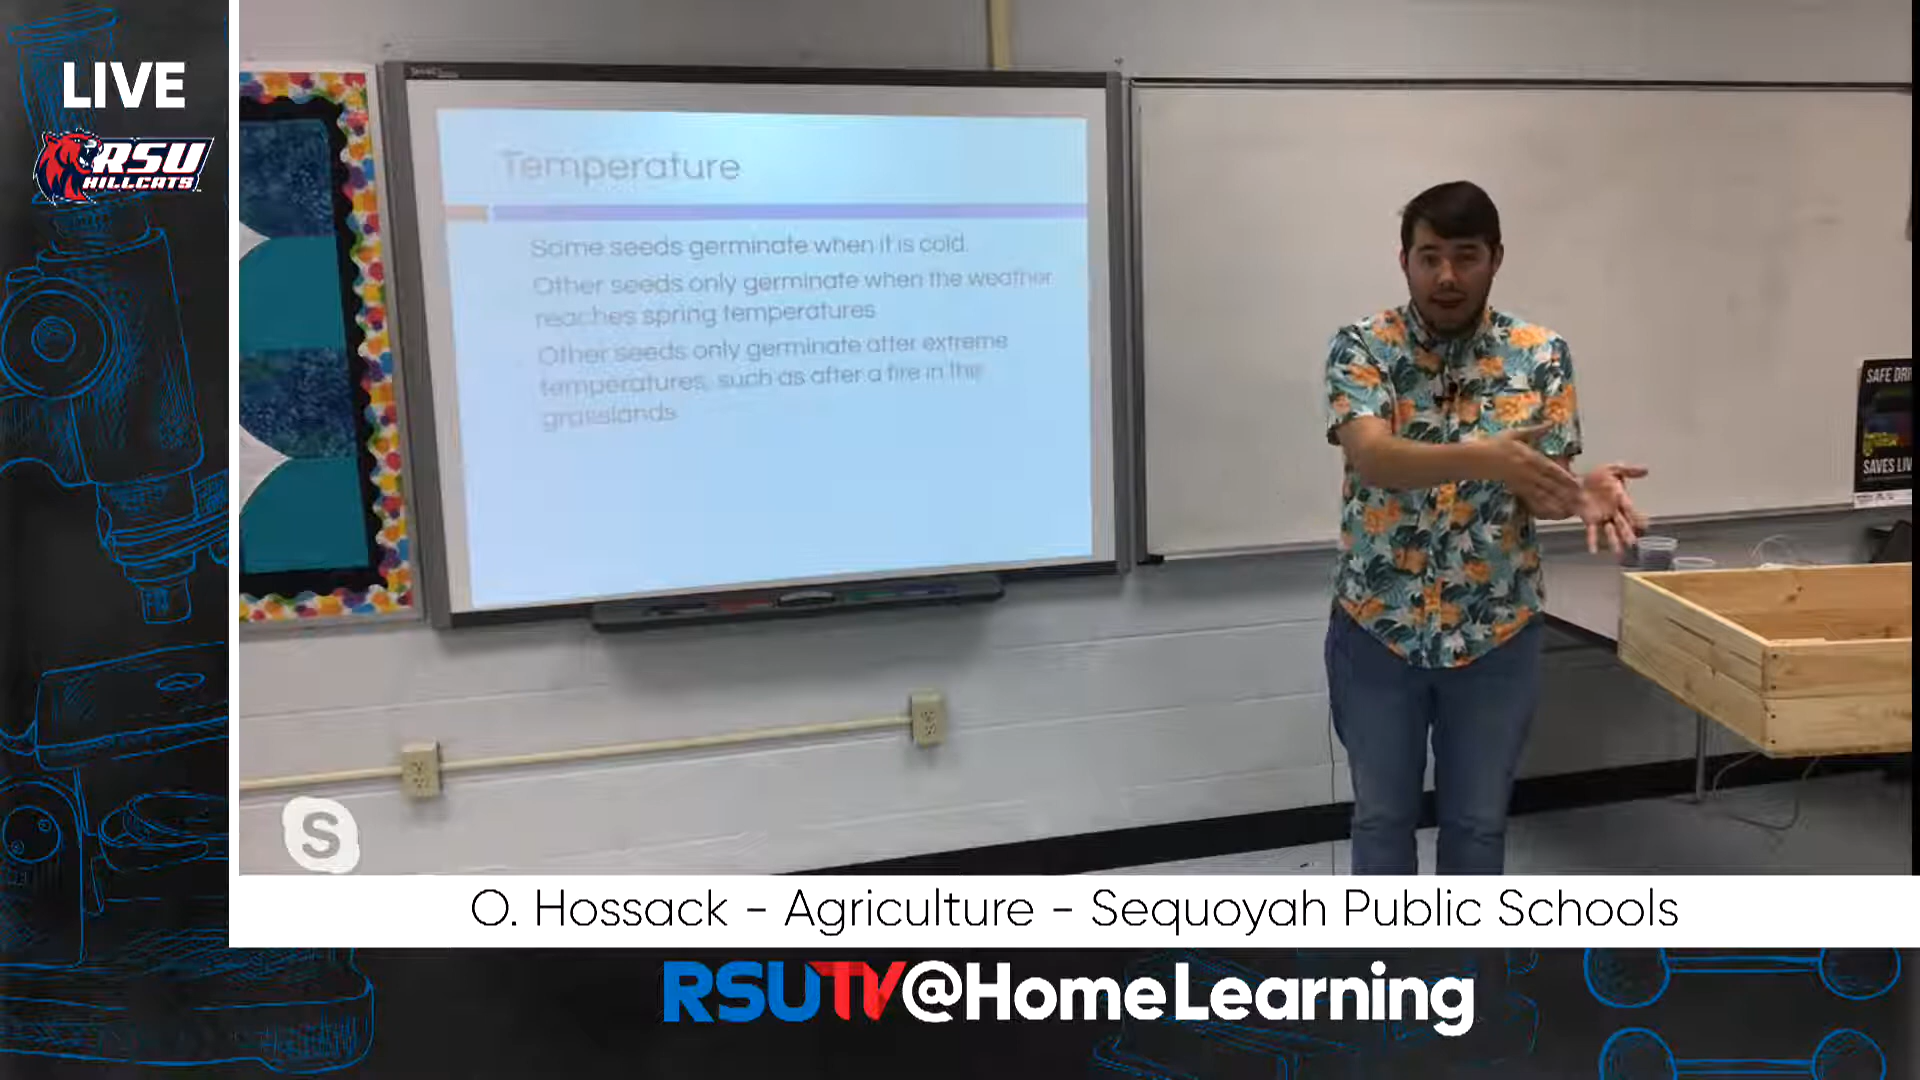 LIVE
RSU
HILLCATS
Temperature
Some seeds germinate when it is cold.
Other seeds only germinate when the weather
reaches spring temperatures
Other seeds only germinate after extreme
temperatures, such as after a fire in the
grasslands
SAFE DRI
SAVES LIV
S
O. Hossack - Agriculture - Sequoyah Public Schools
RSUTV@HomeLearning